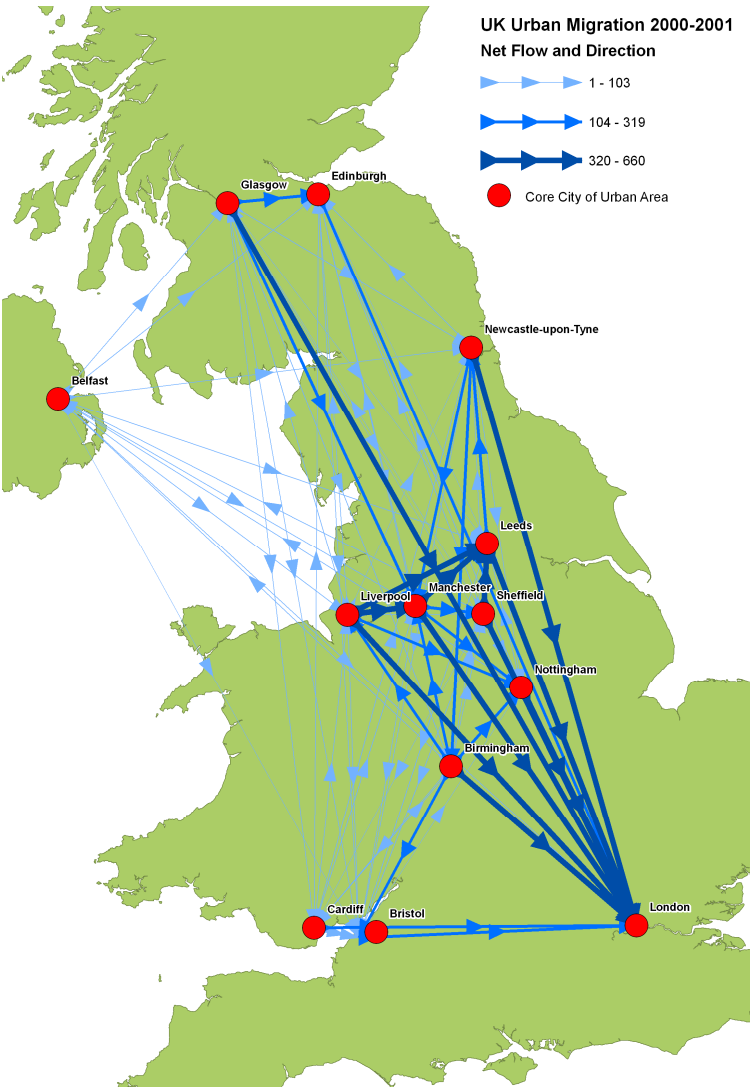 UK Urban Migration 2000-2001
Net Flow and Direction
1 - 103
104 - 319
320 - 660
Core City of Urban Area
Edinburgh
Glasgow
Newcastle-upon-Tyne
Belfast
Leeds
Manchester
Liverpool
Sheffield
Nottingham
Birmingham
Cardiff
Bristol
London